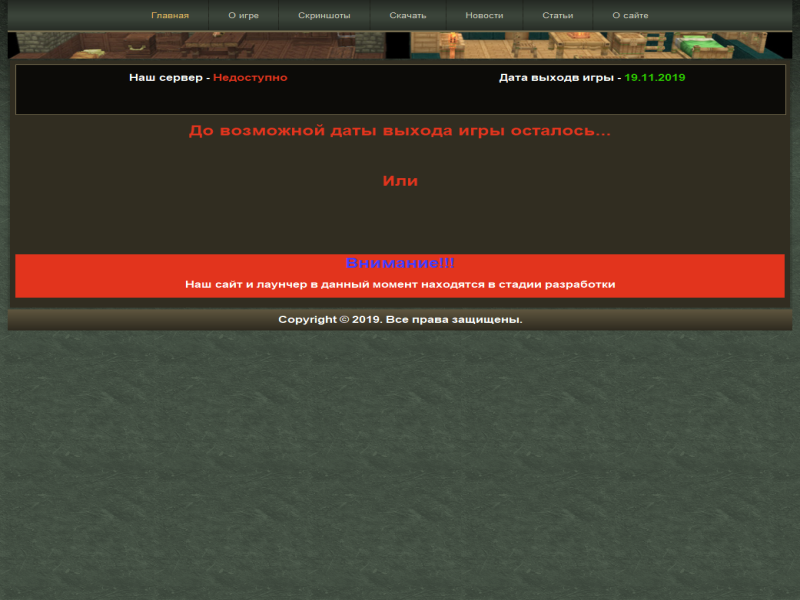 Главная О игре Скриншоты Скачать Новости Статьи О сайте
Наш сервер - Недоступно Дата выходв игры - 19.11.2019
До возможной даты выхода игры осталось...
Или
Внимание!!!
Наш сайт и лаунчер в данный момент находятся в стадии разработки
Copyright © 2019. Все права защищены.